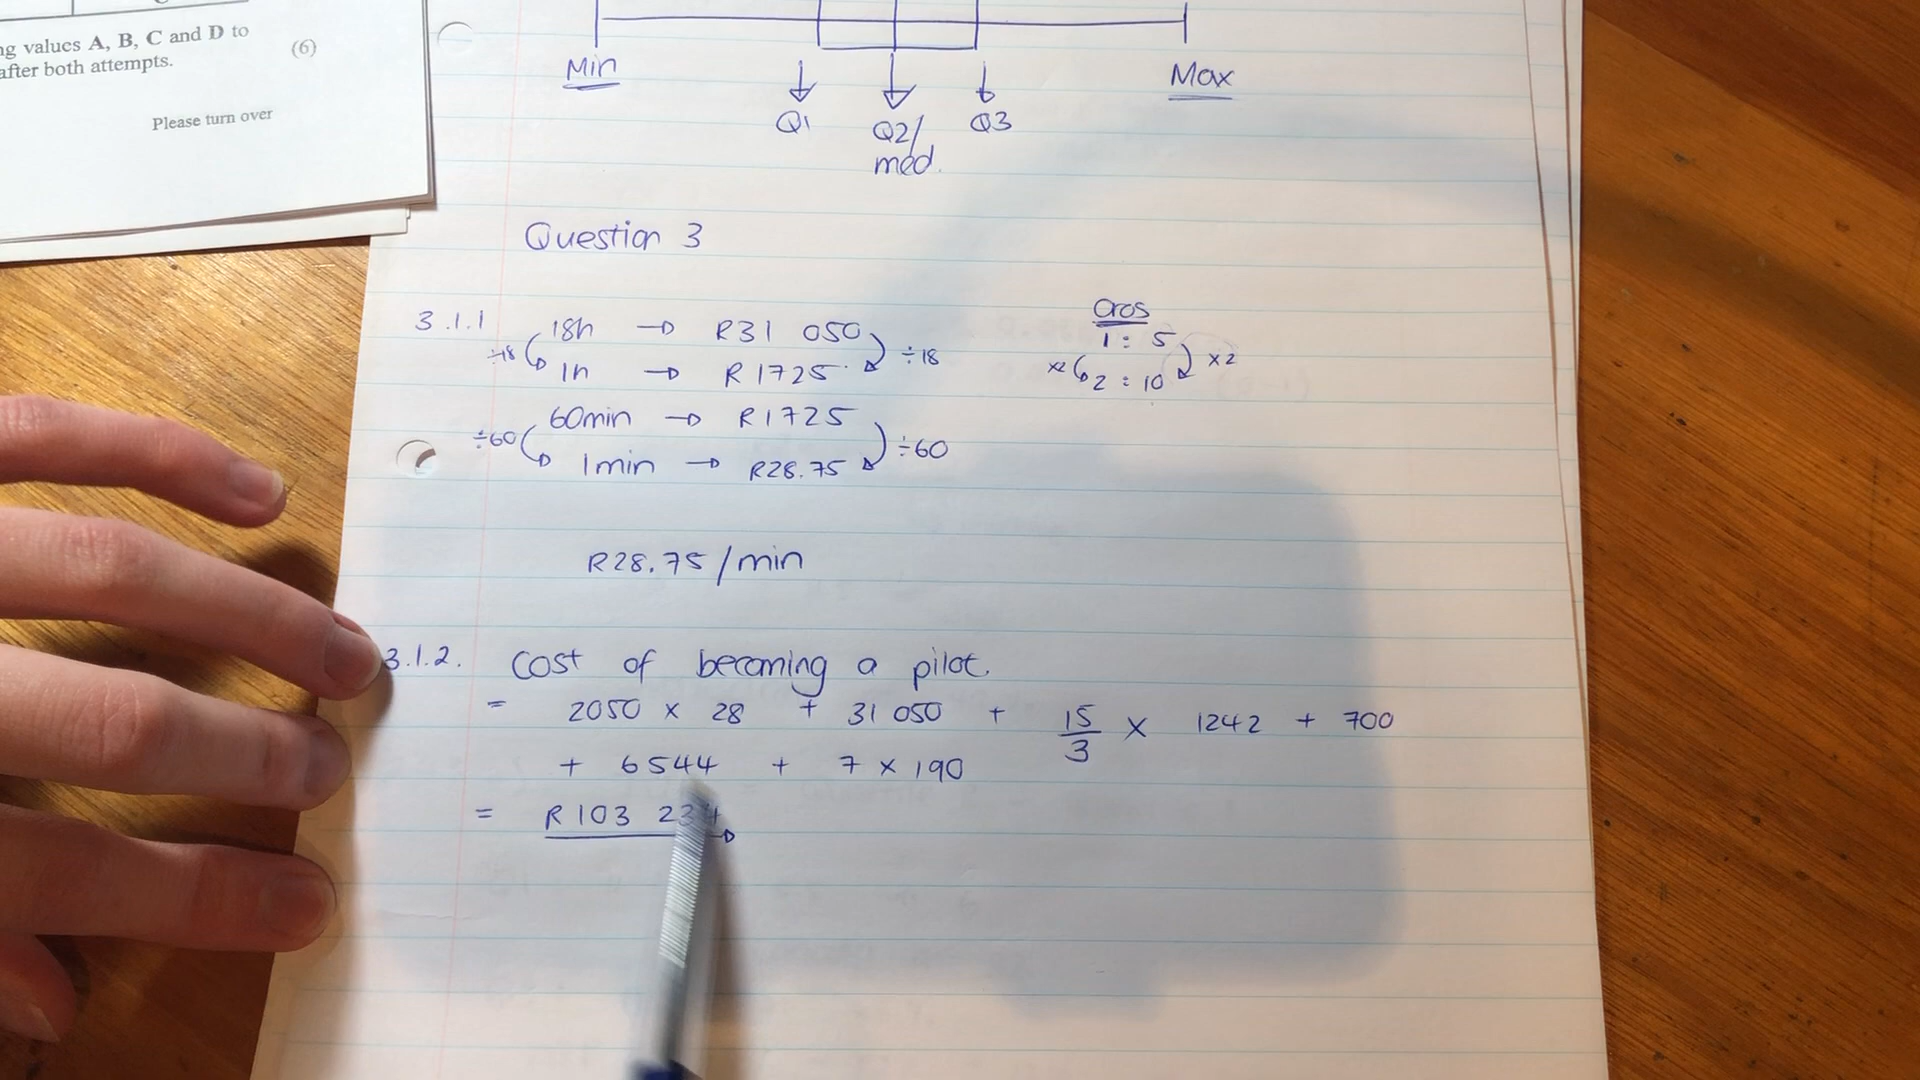 ng values A, B, C and D to
after both attempts.
(6)
Please turn over
Min
Max
Q1
Q2/
med.
Q3
Question 3
3.1.1
÷18
18h → R31 050
÷18
1h → R1725
÷60
60min → R1725
÷60
1min → R28.75
Oros
1 : 5
x2
2 : 10
x2
R28.75/min
3.1.2. Cost of becoming a pilot.
= 2050 x 28 + 31 050 + 15/3 x 1242 + 700
+ 6544 + 7 x 190
= R103 234